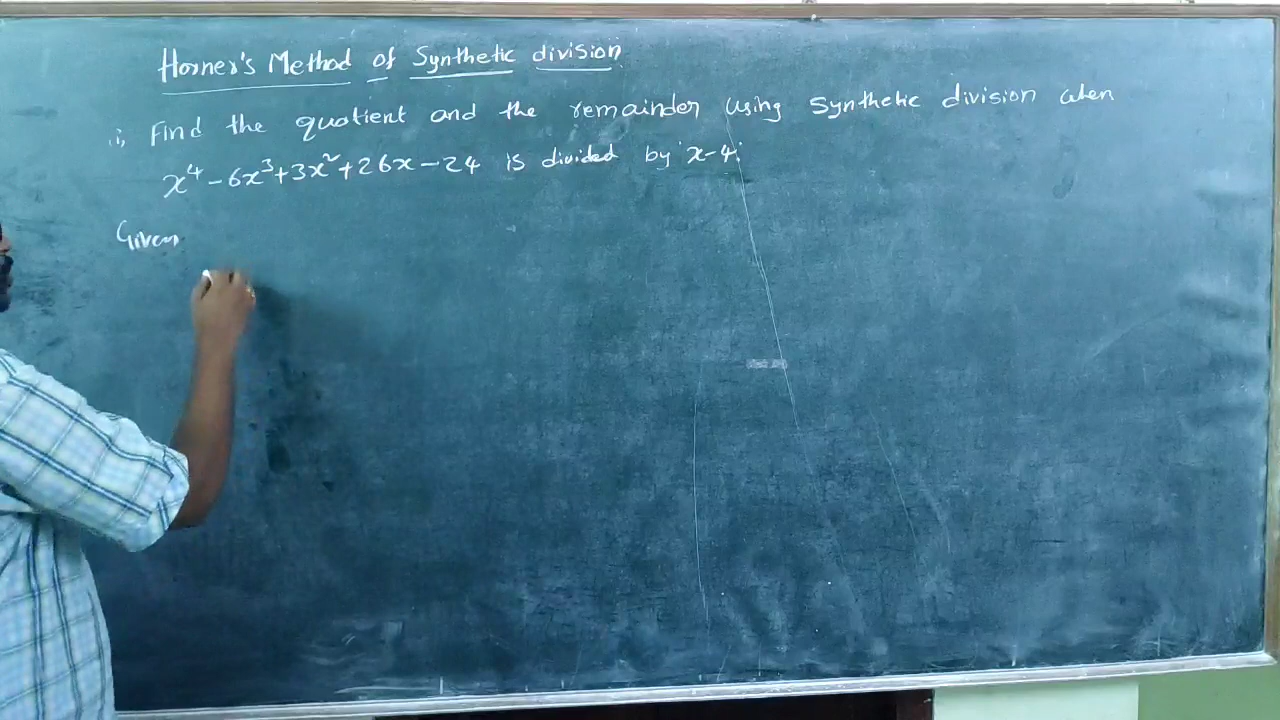 Horner's Method of Synthetic division
i, Find the quotient and the remainder using synthetic division when
x⁴-6x³+3x²+26x-24 is divided by x-4.
Given